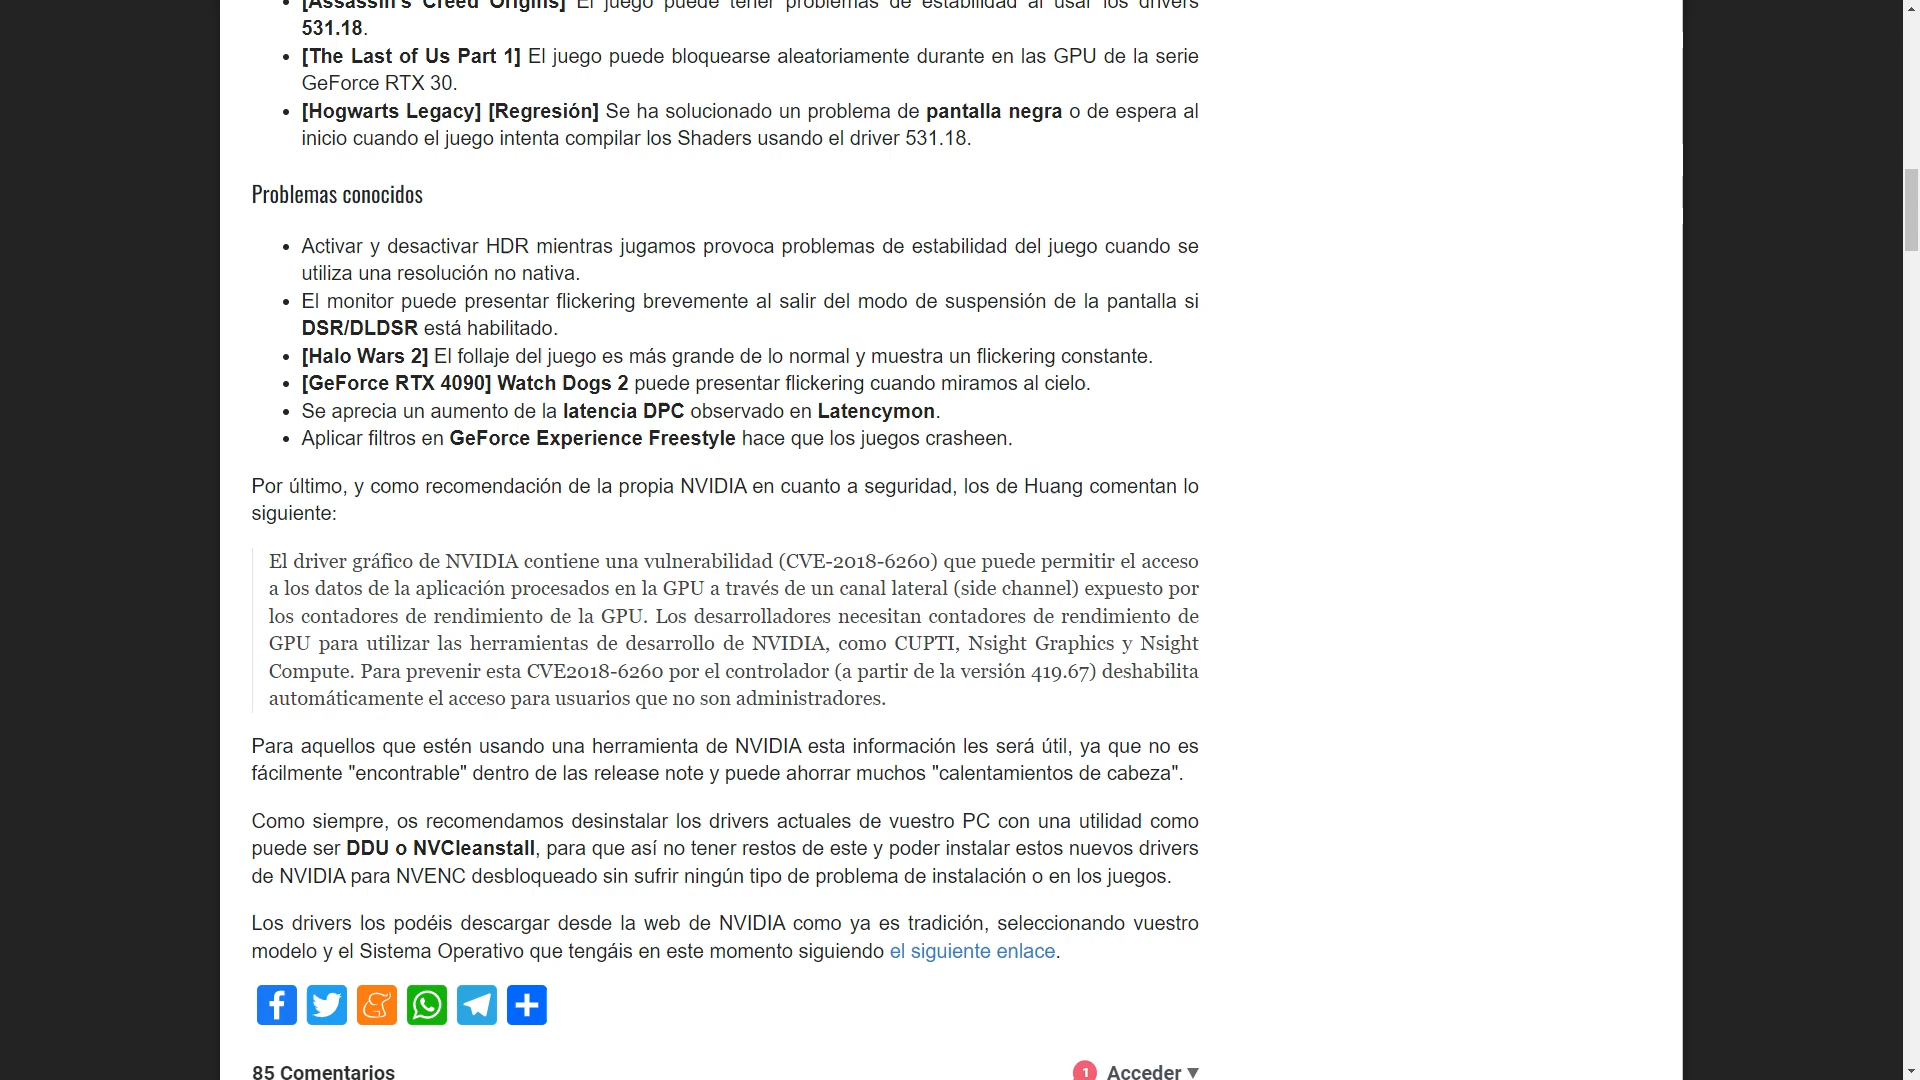 [Assassin's Creed Origins] El juego puede tener problemas de estabilidad al usar los drivers
531.18.
[The Last of Us Part 1] El juego puede bloquearse aleatoriamente durante en las GPU de la serie
GeForce RTX 30.
[Hogwarts Legacy] [Regresión] Se ha solucionado un problema de pantalla negra o de espera al
inicio cuando el juego intenta compilar los Shaders usando el driver 531.18.
Problemas conocidos
Activar y desactivar HDR mientras jugamos provoca problemas de estabilidad del juego cuando se
utiliza una resolución no nativa.
El monitor puede presentar flickering brevemente al salir del modo de suspensión de la pantalla si
DSR/DLDSR está habilitado.
[Halo Wars 2] El follaje del juego es más grande de lo normal y muestra un flickering constante.
[GeForce RTX 4090] Watch Dogs 2 puede presentar flickering cuando miramos al cielo.
Se aprecia un aumento de la latencia DPC observado en Latencymon.
Aplicar filtros en GeForce Experience Freestyle hace que los juegos crasheen.
Por último, y como recomendación de la propia NVIDIA en cuanto a seguridad, los de Huang comentan lo
siguiente:
El driver gráfico de NVIDIA contiene una vulnerabilidad (CVE-2018-6260) que puede permitir el acceso
a los datos de la aplicación procesados en la GPU a través de un canal lateral (side channel) expuesto por
los contadores de rendimiento de la GPU. Los desarrolladores necesitan contadores de rendimiento de
GPU para utilizar las herramientas de desarrollo de NVIDIA, como CUPTI, Nsight Graphics y Nsight
Compute. Para prevenir esta CVE2018-6260 por el controlador (a partir de la versión 419.67) deshabilita
automáticamente el acceso para usuarios que no son administradores.
Para aquellos que estén usando una herramienta de NVIDIA esta información les será útil, ya que no es
fácilmente "encontrable" dentro de las release note y puede ahorrar muchos "calentamientos de cabeza".
Como siempre, os recomendamos desinstalar los drivers actuales de vuestro PC con una utilidad como
puede ser DDU o NVCleanstall, para que así no tener restos de este y poder instalar estos nuevos drivers
de NVIDIA para NVENC desbloqueado sin sufrir ningún tipo de problema de instalación o en los juegos.
Los drivers los podéis descargar desde la web de NVIDIA como ya es tradición, seleccionando vuestro
modelo y el Sistema Operativo que tengáis en este momento siguiendo el siguiente enlace.
85 Comentarios
1 Acceder